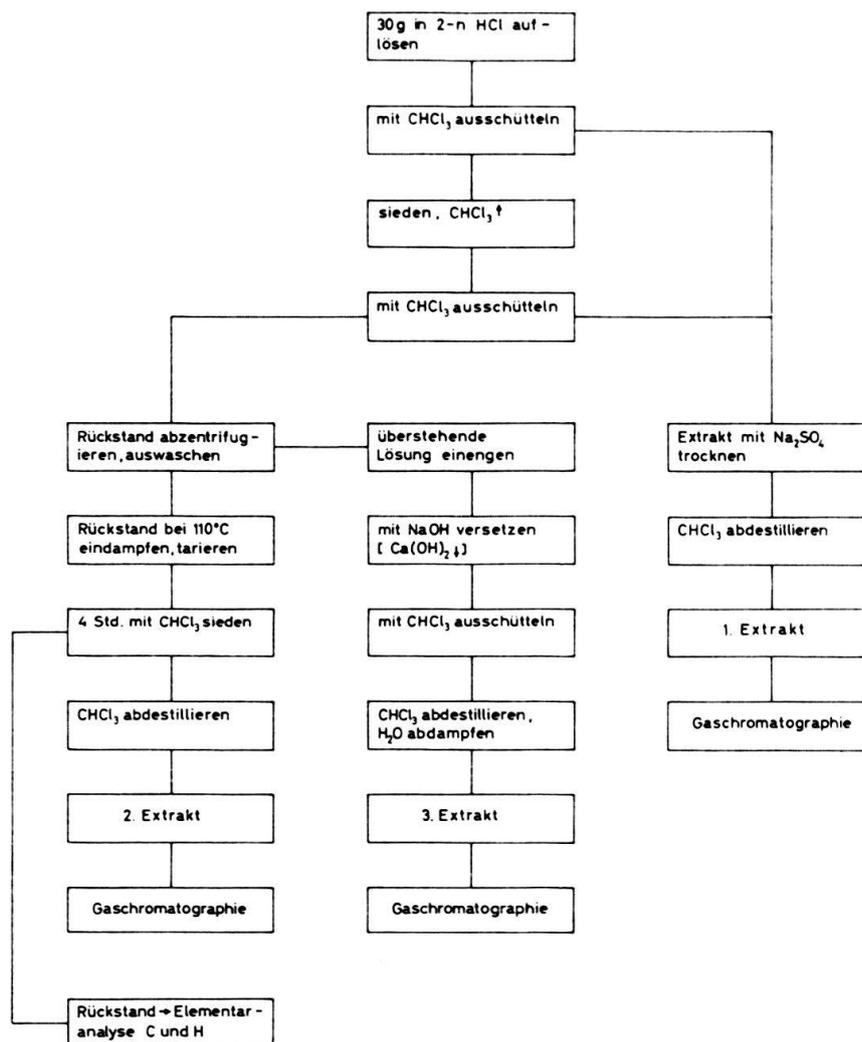 30g in 2-n HCl auf-
lösen
mit CHCl₃ ausschütteln
sieden, CHCl₃↑
mit CHCl₃ ausschütteln
Rückstand abzentrifug-
ieren, auswaschen
Rückstand bei 110°C
eindampfen, tarieren
4 Std. mit CHCl₃ sieden
CHCl₃ abdestillieren
2. Extrakt
Gaschromatographie
Rückstand → Elementar-
analyse C und H
überstehende
Lösung einengen
mit NaOH versetzen
[Ca(OH)₂↓]
mit CHCl₃ ausschütteln
CHCl₃ abdestillieren,
H₂O abdampfen
3. Extrakt
Gaschromatographie
Extrakt mit Na₂SO₄
trocknen
CHCl₃ abdestillieren
1. Extrakt
Gaschromatographie